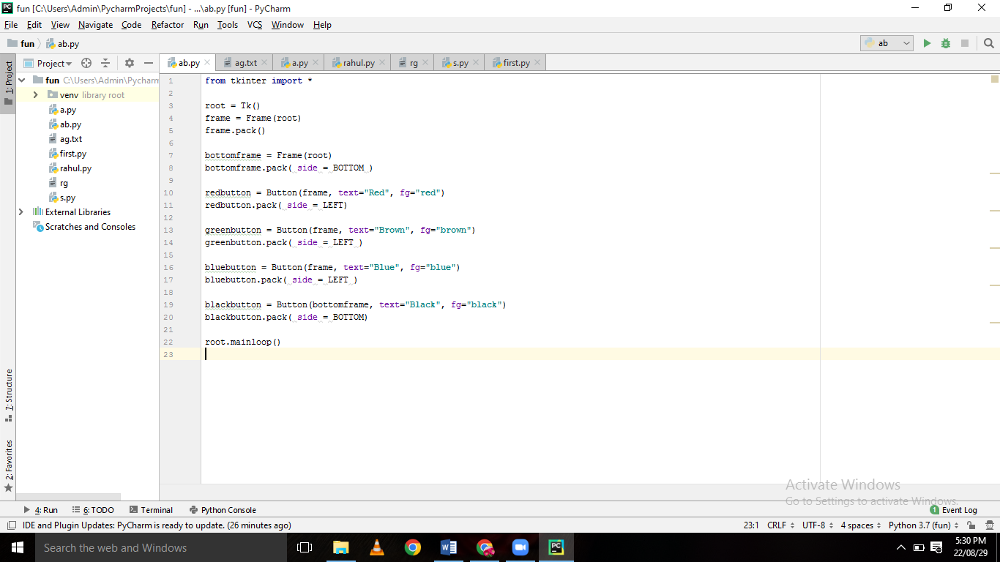 fun [C:\Users\Admin\PycharmProjects\fun] - ...\ab.py [fun] - PyCharm
File Edit View Navigate Code Refactor Run Tools VCS Window Help
fun ab.py ab
Project ab.py ag.txt a.py rahul.py rg s.py first.py
1: Project
fun C:\Users\Admin\Pycharm
venv library root
a.py
ab.py
ag.txt
first.py
rahul.py
rg
s.py
External Libraries
Scratches and Consoles
7: Structure
2: Favorites
1 from tkinter import *
2
3 root = Tk()
4 frame = Frame(root)
5 frame.pack()
6
7 bottomframe = Frame(root)
8 bottomframe.pack( side = BOTTOM )
9
10 redbutton = Button(frame, text="Red", fg="red")
11 redbutton.pack( side = LEFT)
12
13 greenbutton = Button(frame, text="Brown", fg="brown")
14 greenbutton.pack( side = LEFT )
15
16 bluebutton = Button(frame, text="Blue", fg="blue")
17 bluebutton.pack( side = LEFT )
18
19 blackbutton = Button(bottomframe, text="Black", fg="black")
20 blackbutton.pack( side = BOTTOM)
21
22 root.mainloop()
23
Activate Windows
Go to Settings to activate Windows.
4: Run 6: TODO Terminal Python Console 1 Event Log
IDE and Plugin Updates: PyCharm is ready to update. (26 minutes ago) 23:1 CRLF UTF-8 4 spaces Python 3.7 (fun)
Search the web and Windows
5:30 PM
22/08/29